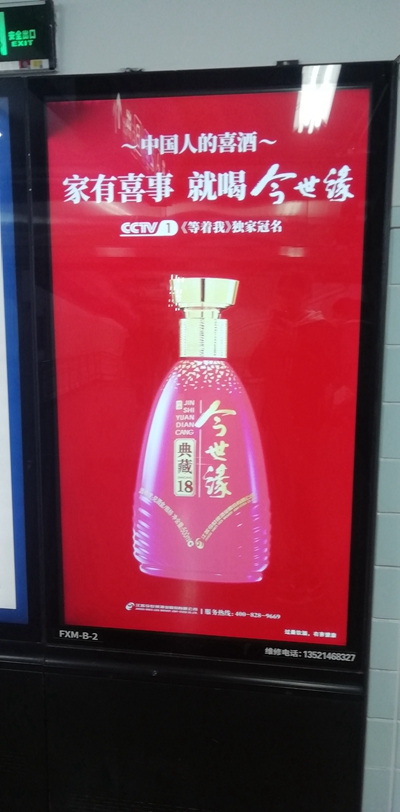 安全出口
EXIT
～中国人的喜酒～
家有喜事 就喝今世缘
CCTV 1《等着我》独家冠名
JIN
SHI
YUAN
DIAN
CANG
今世缘
典藏
18
服务热线：400-828-9669
过量饮酒，有害健康
FXM-B-2
维修电话：13521468327